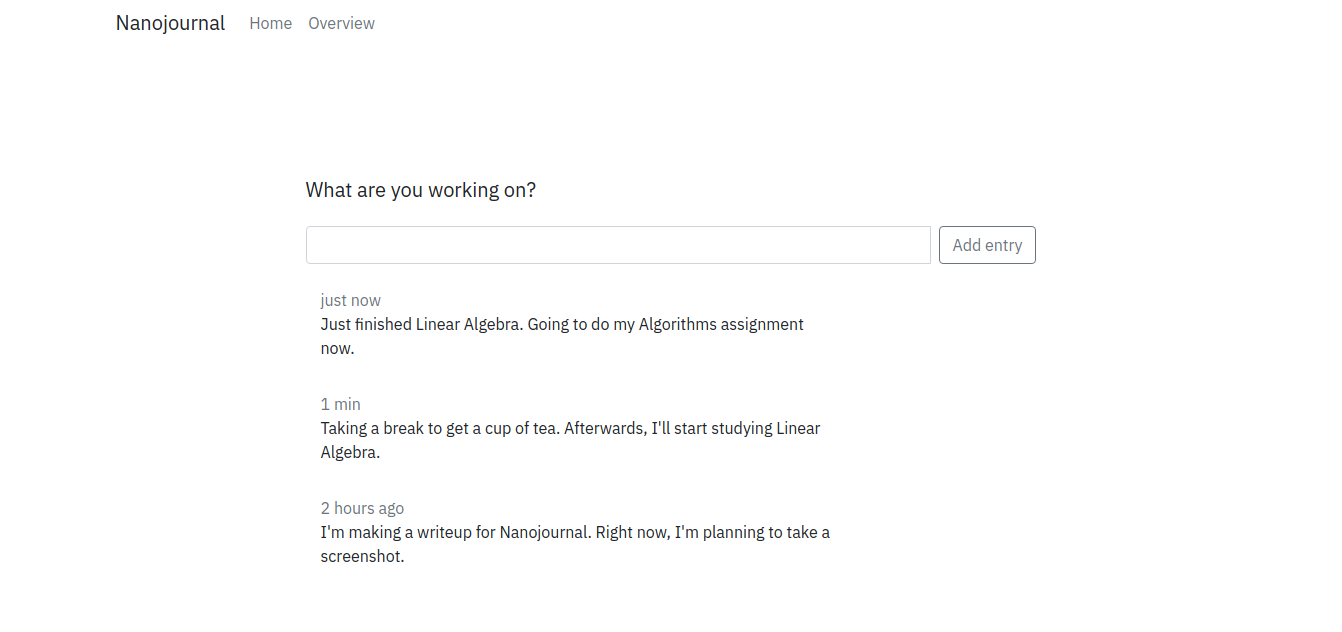 Nanojournal Home Overview
What are you working on?
Add entry
just now
Just finished Linear Algebra. Going to do my Algorithms assignment
now.
1 min
Taking a break to get a cup of tea. Afterwards, I'll start studying Linear
Algebra.
2 hours ago
I'm making a writeup for Nanojournal. Right now, I'm planning to take a
screenshot.